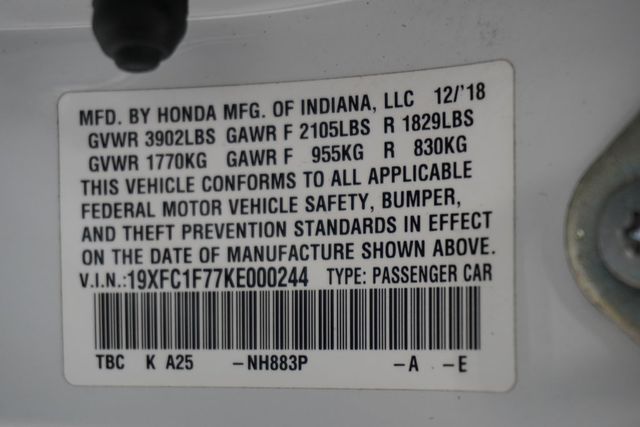 MFD. BY HONDA MFG. OF INDIANA, LLC 12/'18
GVWR 3902LBS GAWR F 2105LBS R 1829LBS
GVWR 1770KG GAWR F 955KG R 830KG
THIS VEHICLE CONFORMS TO ALL APPLICABLE
FEDERAL MOTOR VEHICLE SAFETY, BUMPER,
AND THEFT PREVENTION STANDARDS IN EFFECT
ON THE DATE OF MANUFACTURE SHOWN ABOVE.
V.I.N.:19XFC1F77KE000244 TYPE: PASSENGER CAR
TBC K A25 -NH883P -A -E